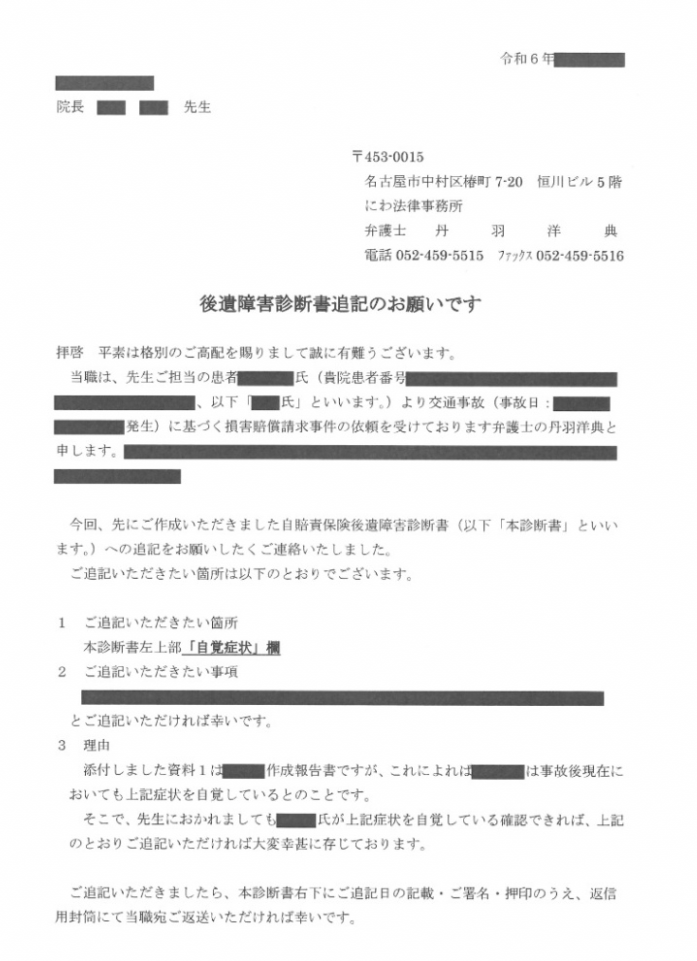 令和６年
院長　　　先生
〒453-0015
名古屋市中村区椿町 7-20　恒川ビル 5 階
にわ法律事務所
弁護士　丹　羽　洋　典
電話 052-459-5515　ﾌｧｯｸｽ 052-459-5516
後遺障害診断書追記のお願いです
拝啓　平素は格別のご高配を賜りまして誠に有難うございます。
当職は、先生ご担当の患者　　　氏（貴院患者番号
、以下「　　氏」といいます。）より交通事故（事故日：
発生）に基づく損害賠償請求事件の依頼を受けております弁護士の丹羽洋典と
申します。
今回、先にご作成いただきました自賠責保険後遺障害診断書（以下「本診断書」といい
ます。）への追記をお願いしたくご連絡いたしました。
ご追記いただきたい箇所は以下のとおりでございます。
１　ご追記いただきたい箇所
本診断書左上部「自覚症状」欄
２　ご追記いただきたい事項
とご追記いただければ幸いです。
３　理由
添付しました資料１は　　　作成報告書ですが、これによれば　　　は事故後現在に
おいても上記症状を自覚しているとのことです。
そこで、先生におかれましても　　　氏が上記症状を自覚している確認できれば、上記
のとおりご追記いただければ大変幸甚に存じております。
ご追記いただきましたら、本診断書右下にご追記日の記載・ご署名・押印のうえ、返信
用封筒にて当職宛ご返送いただければ幸いです。